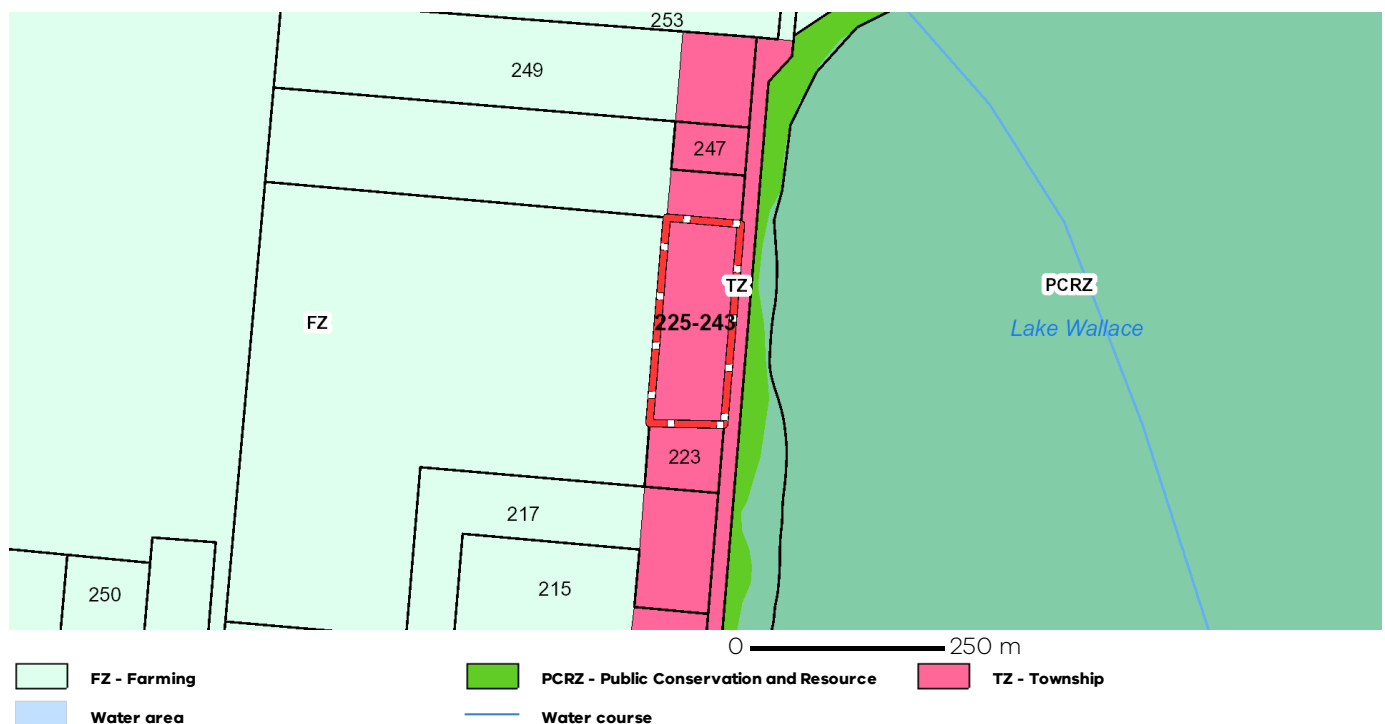 253
249
247
TZ
PCRZ
FZ
225-243
Lake Wallace
223
217
215
250
0 250 m
FZ - Farming
PCRZ - Public Conservation and Resource
TZ - Township
Water area
Water course